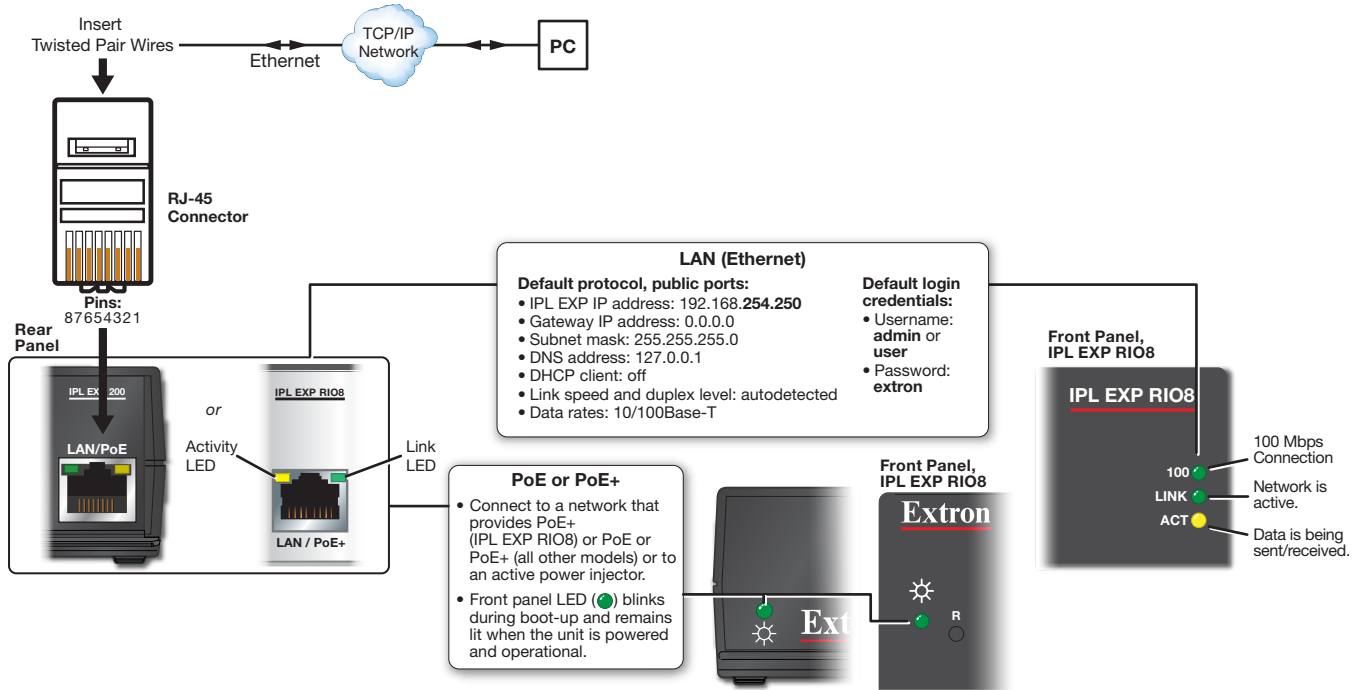 Insert
Twisted Pair Wires
Ethernet
TCP/IP
Network
PC
RJ-45
Connector
Pins:
87654321
Rear
Panel
IPL EXP 200
LAN/PoE
or
Activity
LED
IPL EXP RIO8
Link
LED
LAN / PoE+
LAN (Ethernet)
Default protocol, public ports:
• IPL EXP IP address: 192.168.254.250
• Gateway IP address: 0.0.0.0
• Subnet mask: 255.255.255.0
• DNS address: 127.0.0.1
• DHCP client: off
• Link speed and duplex level: autodetected
• Data rates: 10/100Base-T
Default login
credentials:
• Username:
admin or
user
• Password:
extron
PoE or PoE+
• Connect to a network that
provides PoE+
(IPL EXP RIO8) or PoE or
PoE+ (all other models) or to
an active power injector.
• Front panel LED ( ) blinks
during boot-up and remains
lit when the unit is powered
and operational.
Ext
Front Panel,
IPL EXP RIO8
Extron
R
Front Panel,
IPL EXP RIO8
IPL EXP RIO8
100
LINK
ACT
100 Mbps
Connection
Network is
active.
Data is being
sent/received.